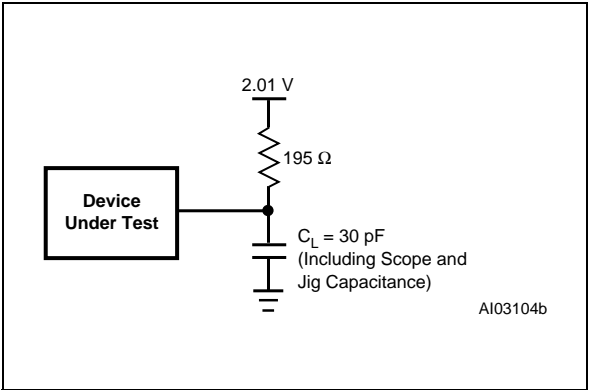 2.01 V
195 Ω
Device
Under Test
C_L = 30 pF
(Including Scope and
Jig Capacitance)
AI03104b